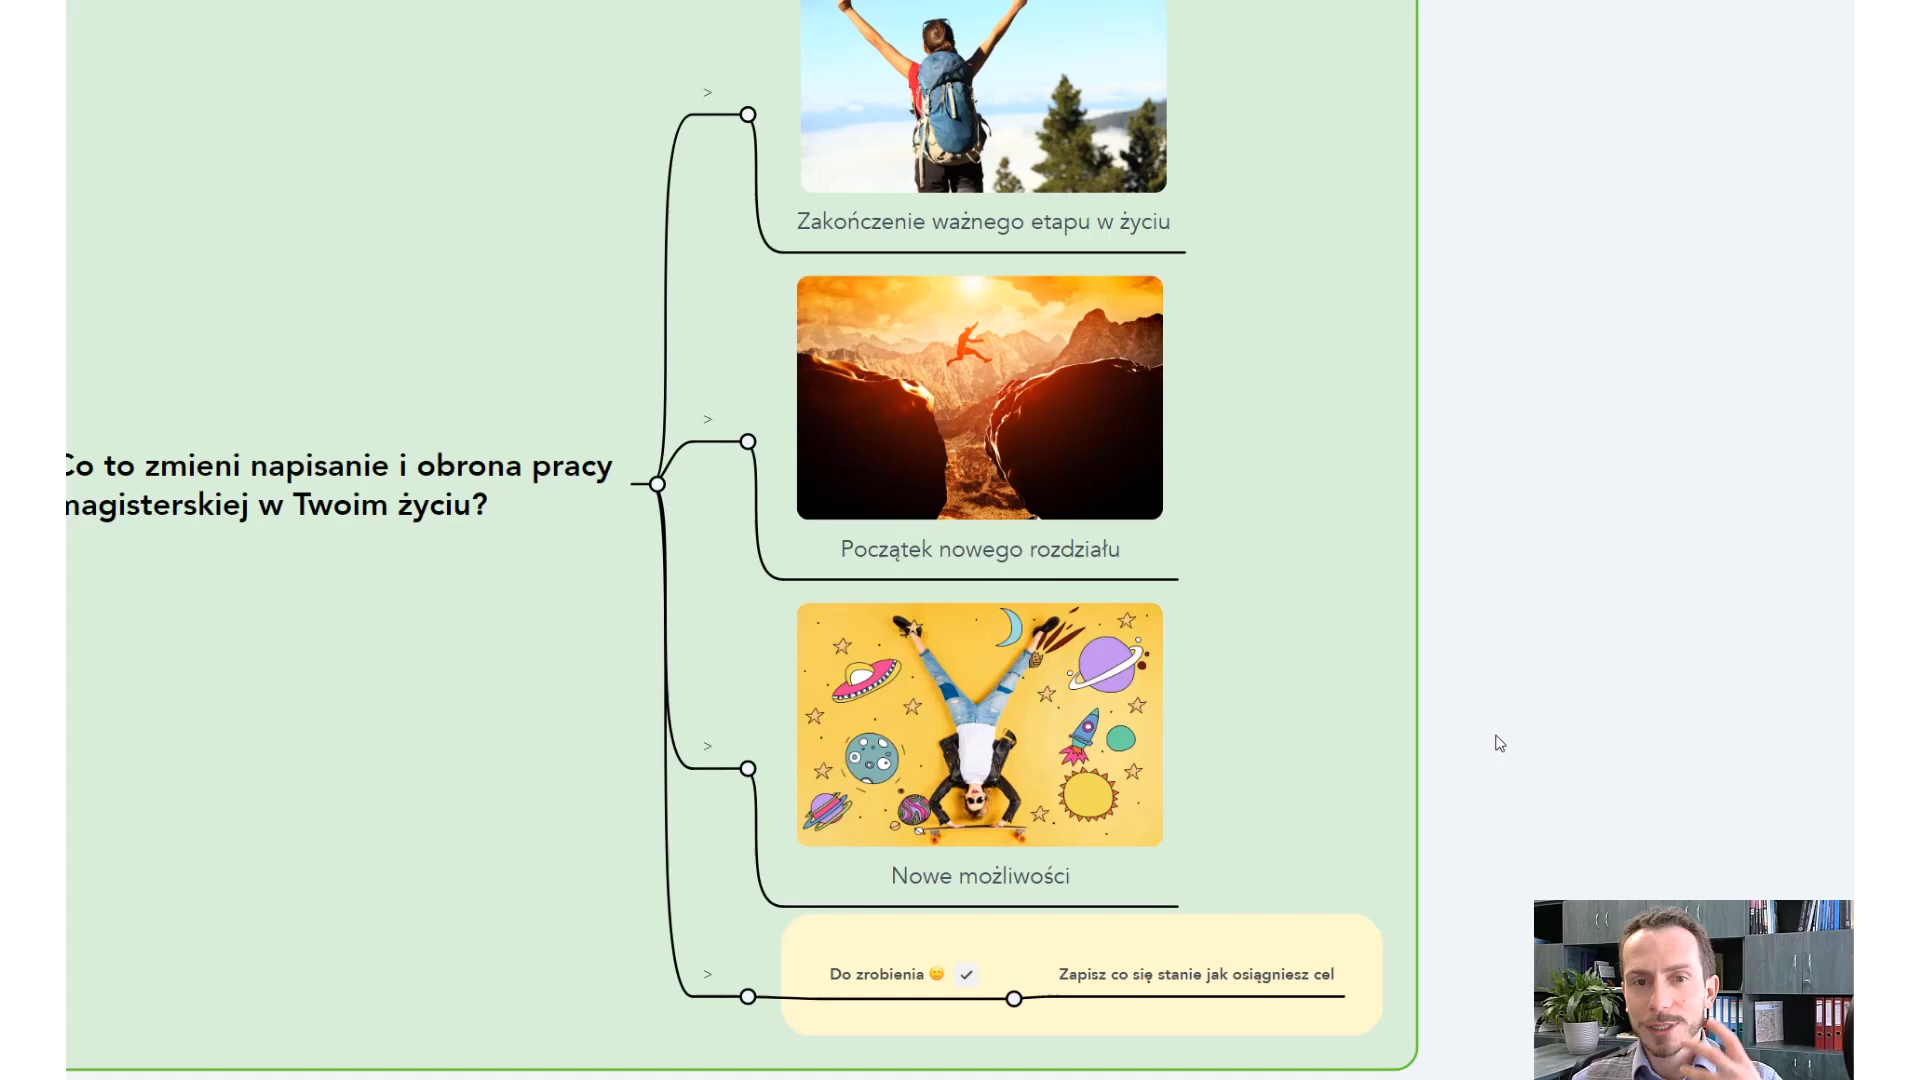 Co to zmieni napisanie i obrona pracy
magisterskiej w Twoim życiu?
>
Zakończenie ważnego etapu w życiu
>
Początek nowego rozdziału
>
Nowe możliwości
>
Do zrobienia 😀 ✓ Zapisz co się stanie jak osiągniesz cel